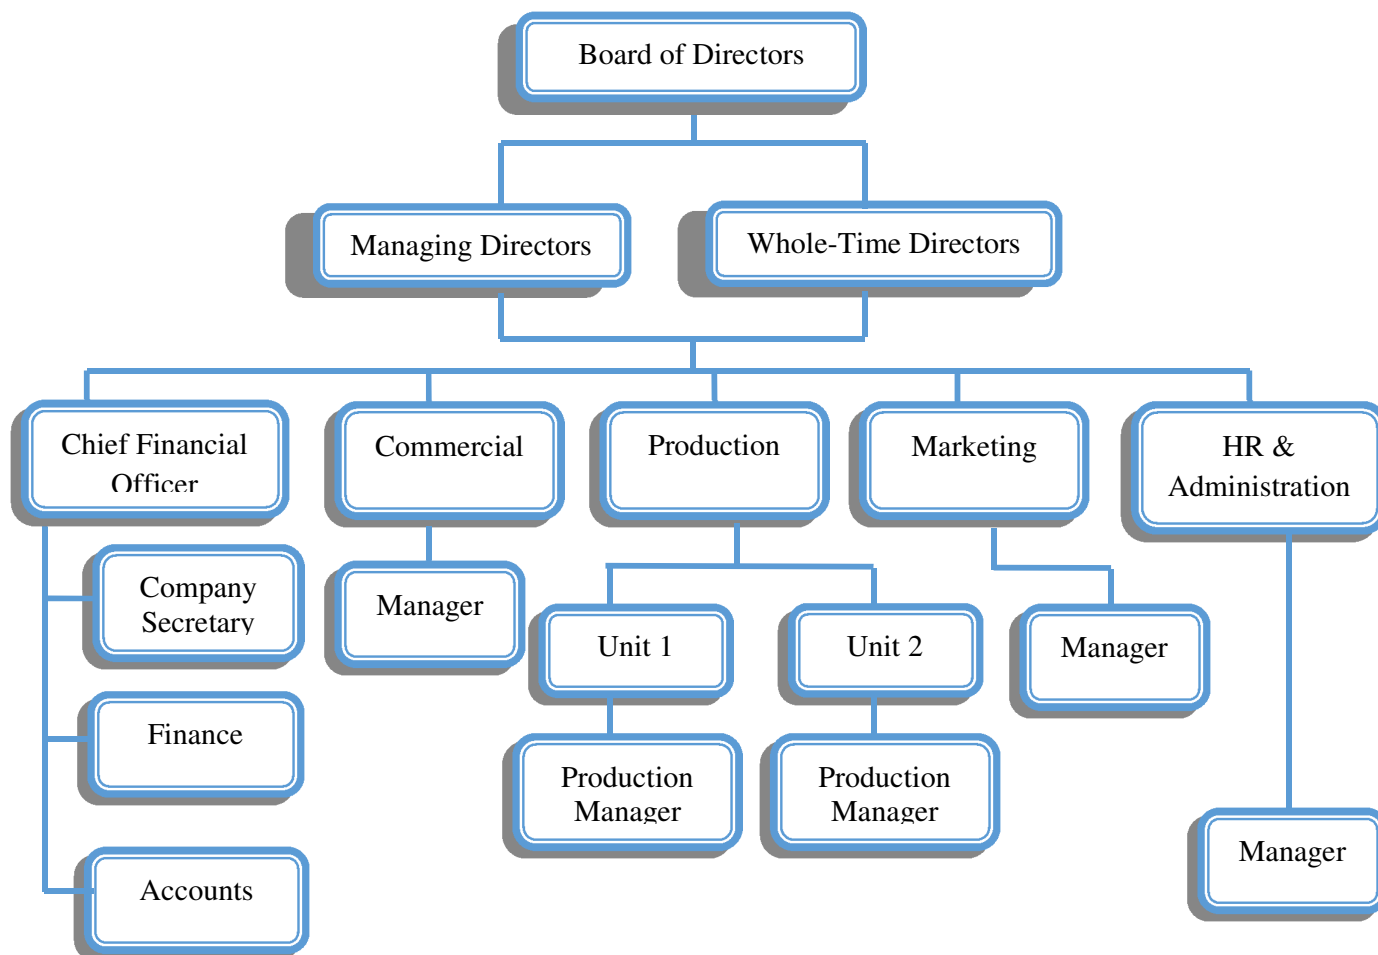 Board of Directors
Managing Directors
Whole-Time Directors
Chief Financial
Officer
Commercial
Production
Marketing
HR &
Administration
Company
Secretary
Manager
Unit 1
Unit 2
Manager
Finance
Production
Manager
Production
Manager
Manager
Accounts